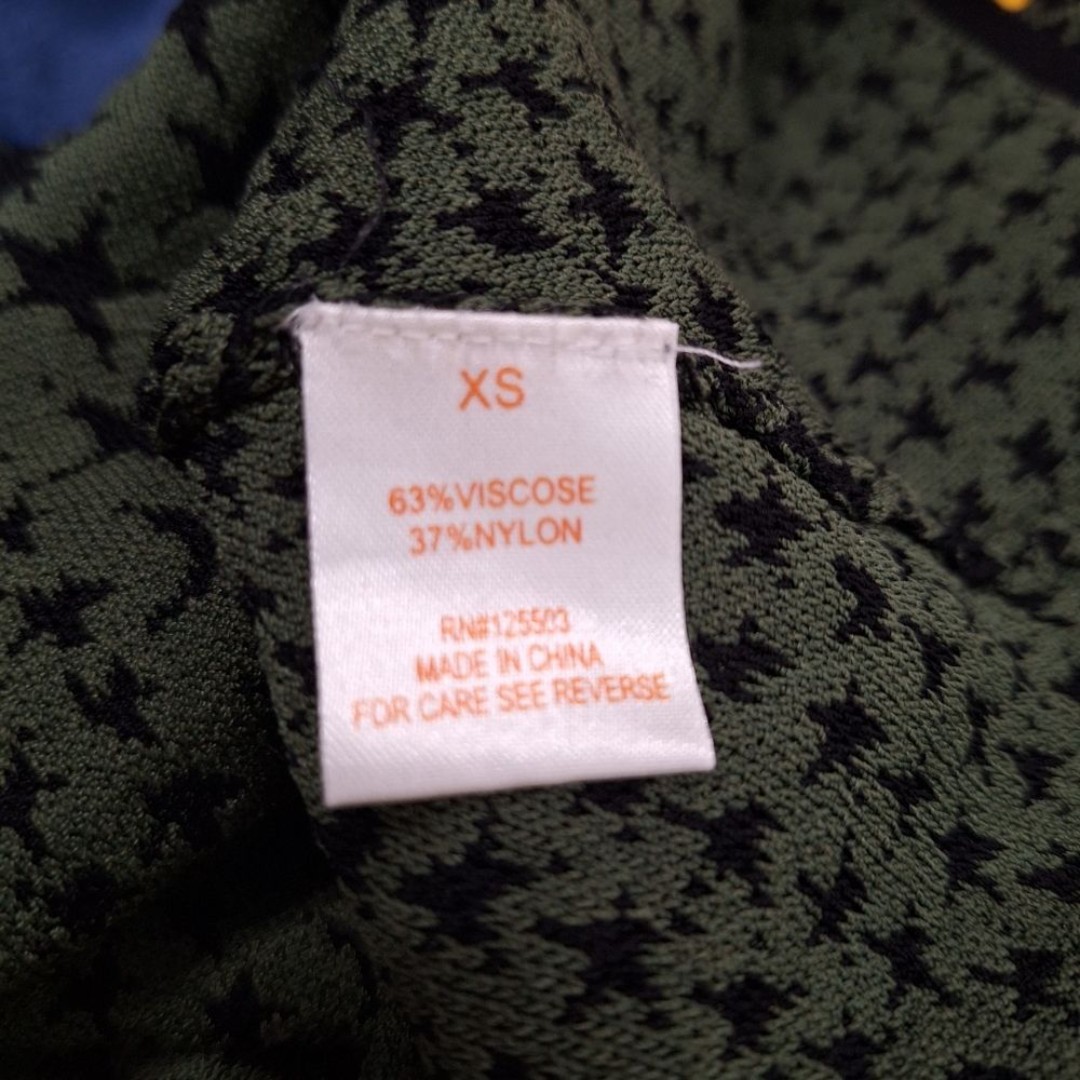 XS
63%VISCOSE
37%NYLON
RN#125503
MADE IN CHINA
FOR CARE SEE REVERSE